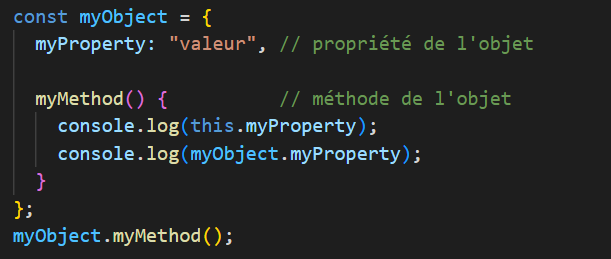 const myObject = {
  myProperty: "valeur", // propriété de l'objet

  myMethod() {          // méthode de l'objet
    console.log(this.myProperty);
    console.log(myObject.myProperty);
  }
};
myObject.myMethod();